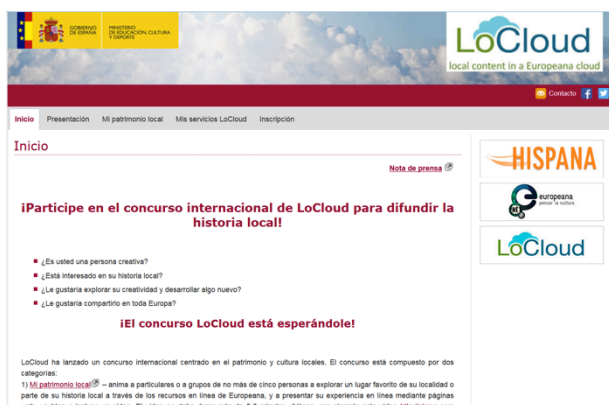 GOBIERNO DE ESPAÑA
MINISTERIO DE EDUCACIÓN, CULTURA Y DEPORTE
LoCloud
local content in a Europeana cloud
Contacto
Inicio Presentación Mi patrimonio local Mis servicios LoCloud Inscripción
Inicio
Nota de prensa
HISPANA
europeana
pensar la cultura
LoCloud
¡Participe en el concurso internacional de LoCloud para difundir la
historia local!
¿Es usted una persona creativa?
¿Está interesado en su historia local?
¿Le gustaría explorar su creatividad y desarrollar algo nuevo?
¿Le gustaría compartirlo en toda Europa?
¡El concurso LoCloud está esperándole!
LoCloud ha lanzado un concurso internacional centrado en el patrimonio y cultura locales. El concurso está compuesto por dos
categorías:
1) Mi patrimonio local – anima a particulares o a grupos de no más de cinco personas a explorar un lugar favorito de su localidad o
parte de su historia local a través de los recursos en línea de Europeana, y a presentar su experiencia en línea mediante páginas